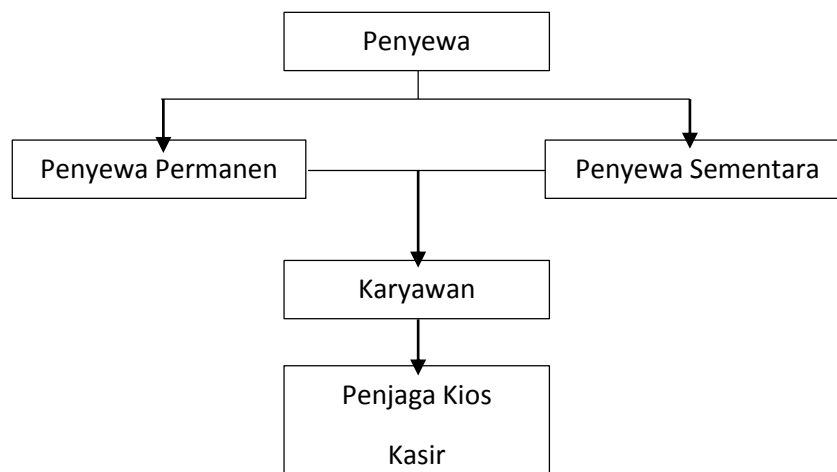 Penyewa
Penyewa Permanen
Penyewa Sementara
Karyawan
Penjaga Kios
Kasir